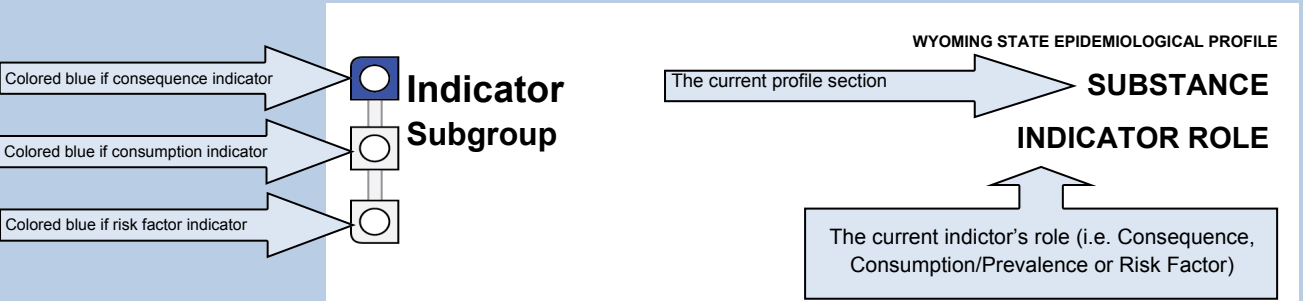 WYOMING STATE EPIDEMIOLOGICAL PROFILE
Colored blue if consequence indicator
Indicator
The current profile section
SUBSTANCE
Colored blue if consumption indicator
Subgroup
INDICATOR ROLE
Colored blue if risk factor indicator
The current indictor’s role (i.e. Consequence,
Consumption/Prevalence or Risk Factor)